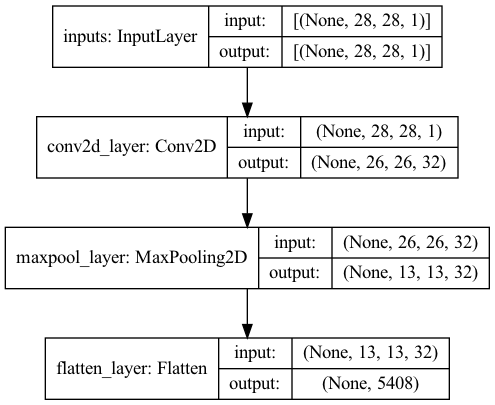 inputs: InputLayer
input:
[(None, 28, 28, 1)]
output:
[(None, 28, 28, 1)]
conv2d_layer: Conv2D
input:
(None, 28, 28, 1)
output:
(None, 26, 26, 32)
maxpool_layer: MaxPooling2D
input:
(None, 26, 26, 32)
output:
(None, 13, 13, 32)
flatten_layer: Flatten
input:
(None, 13, 13, 32)
output:
(None, 5408)